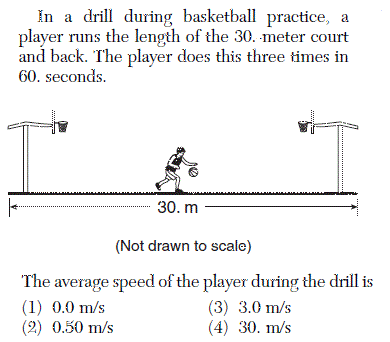 In a drill during basketball practice, a
player runs the length of the 30.-meter court
and back. The player does this three times in
60. seconds.
30. m
(Not drawn to scale)
The average speed of the player during the drill is
(1) 0.0 m/s (3) 3.0 m/s
(2) 0.50 m/s (4) 30. m/s